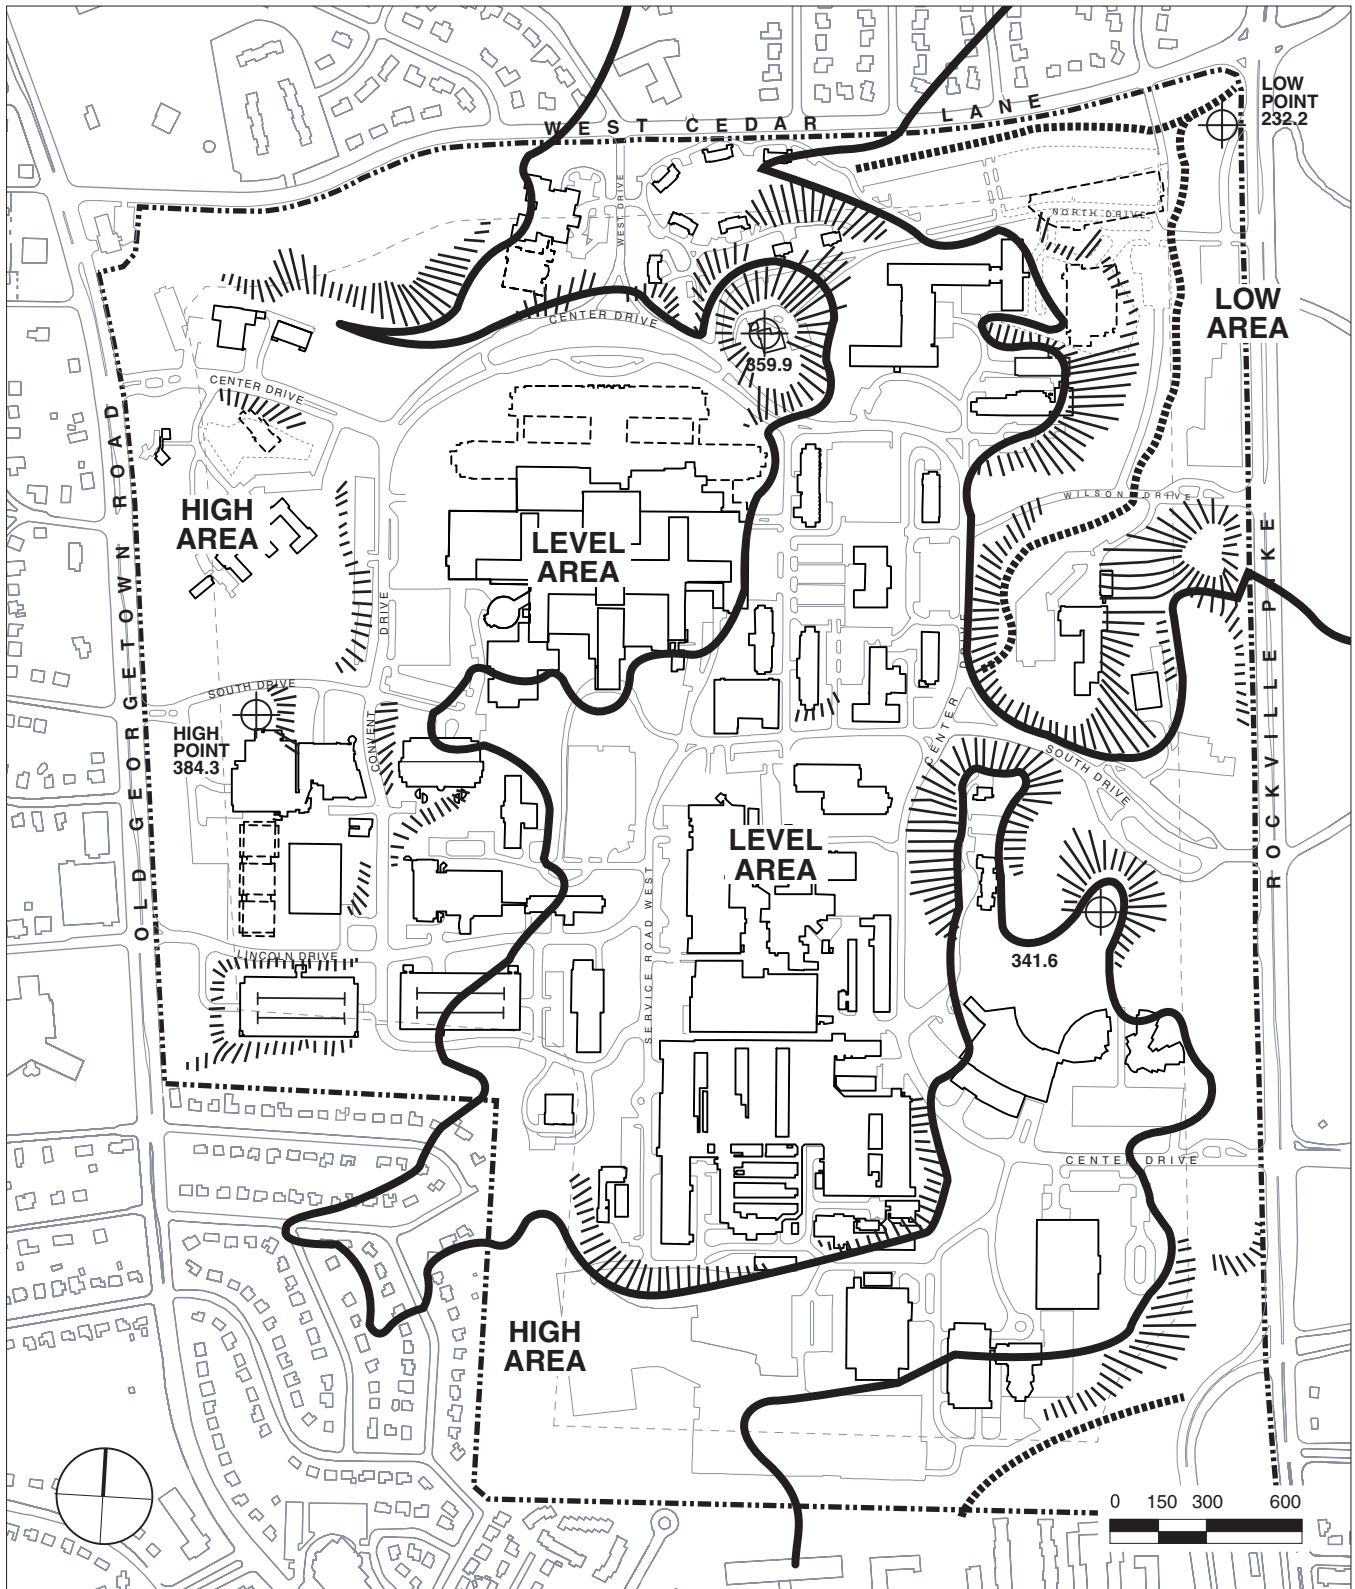 LOW
POINT
232.2
WEST CEDAR LANE
WEST DRIVE
NORTH DRIVE
LOW
AREA
CENTER DRIVE
359.9
CENTER DRIVE
OLD GEORGETOWN ROAD
HIGH
AREA
WILSON DRIVE
LEVEL
AREA
ROCKVILLE PIKE
CONVENT DRIVE
CENTER DRIVE
SOUTH DRIVE
HIGH
POINT
384.3
SOUTH DRIVE
LEVEL
AREA
SERVICE ROAD WEST
LINCOLN DRIVE
341.6
CENTER DRIVE
HIGH
AREA
0 150 300 600